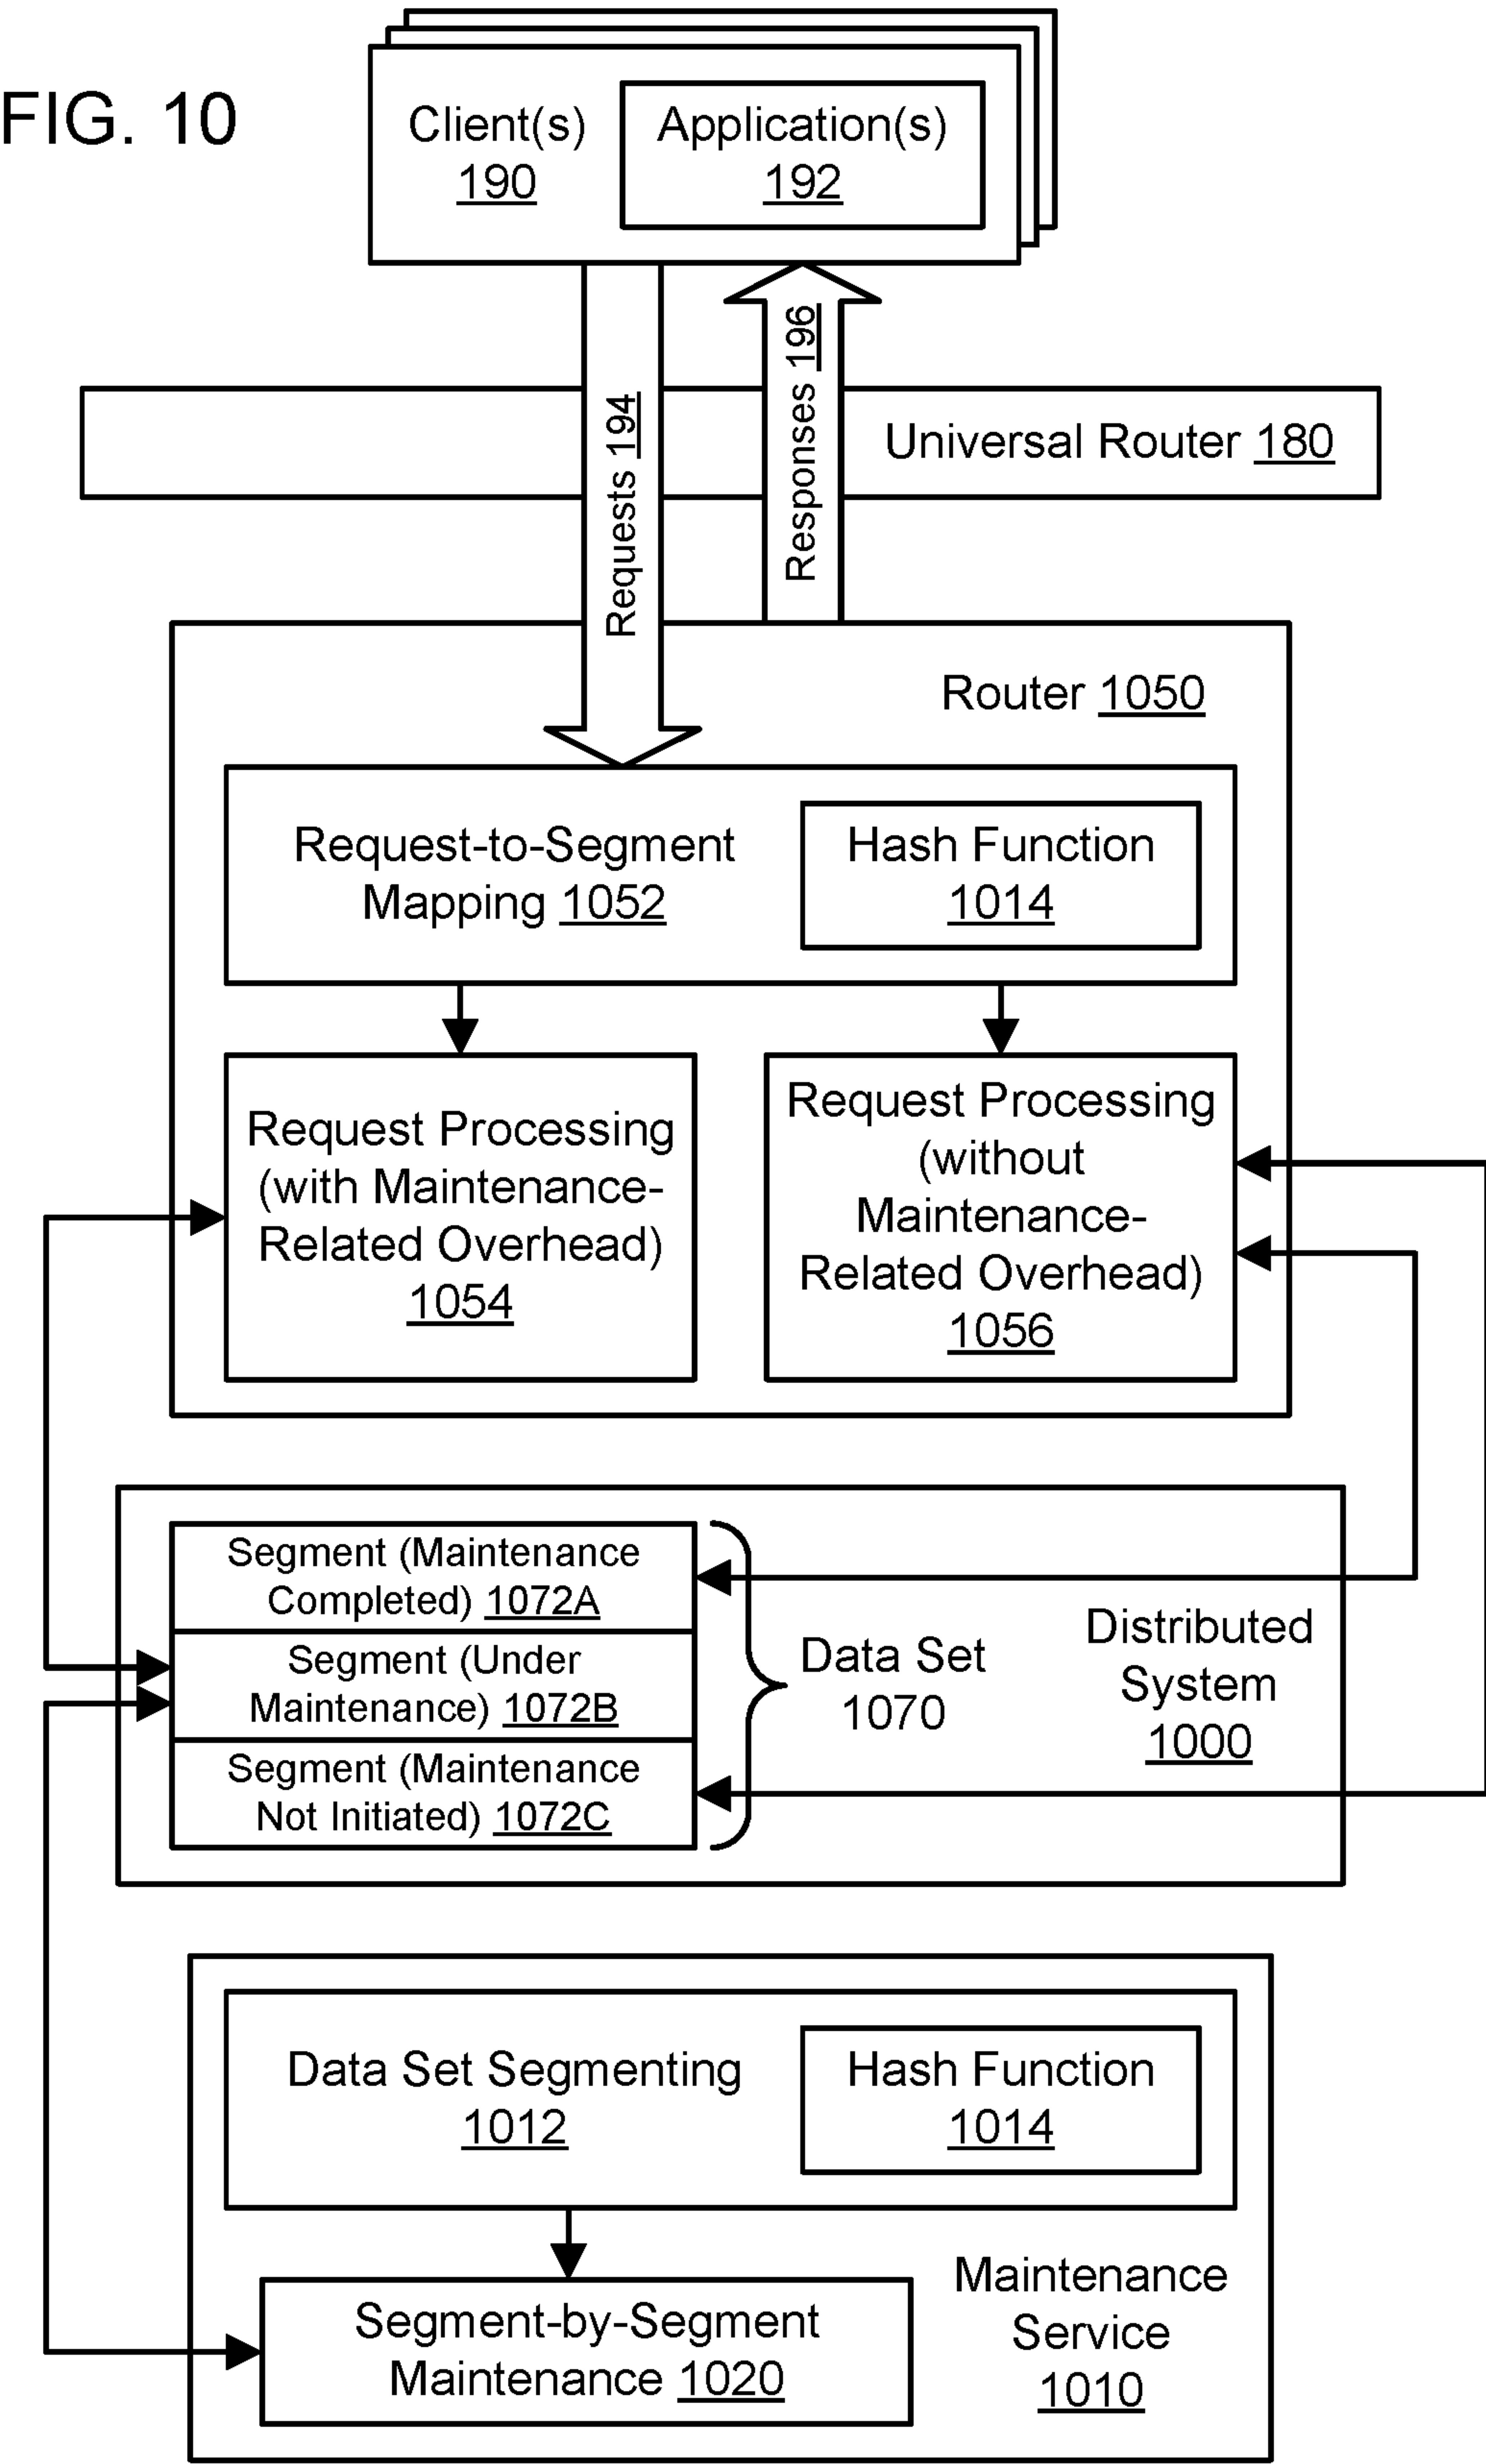 FIG. 10
Client(s)
190
Application(s)
192
Requests 194
Responses 196
Universal Router 180
Router 1050
Request-to-Segment
Mapping 1052
Hash Function
1014
Request Processing
(with Maintenance-
Related Overhead)
1054
Request Processing
(without
Maintenance-
Related Overhead)
1056
Segment (Maintenance
Completed) 1072A
Segment (Under
Maintenance) 1072B
Segment (Maintenance
Not Initiated) 1072C
Data Set
1070
Distributed
System
1000
Data Set Segmenting
1012
Hash Function
1014
Segment-by-Segment
Maintenance 1020
Maintenance
Service
1010